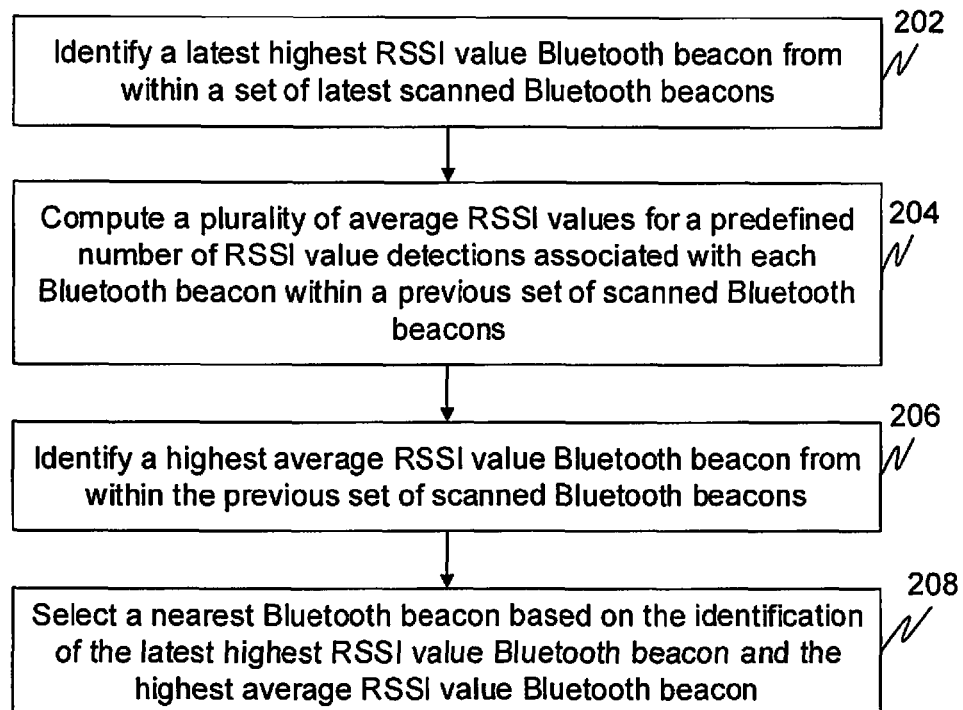 202
Identify a latest highest RSSI value Bluetooth beacon from
within a set of latest scanned Bluetooth beacons
204
Compute a plurality of average RSSI values for a predefined
number of RSSI value detections associated with each
Bluetooth beacon within a previous set of scanned Bluetooth
beacons
206
Identify a highest average RSSI value Bluetooth beacon from
within the previous set of scanned Bluetooth beacons
208
Select a nearest Bluetooth beacon based on the identification
of the latest highest RSSI value Bluetooth beacon and the
highest average RSSI value Bluetooth beacon